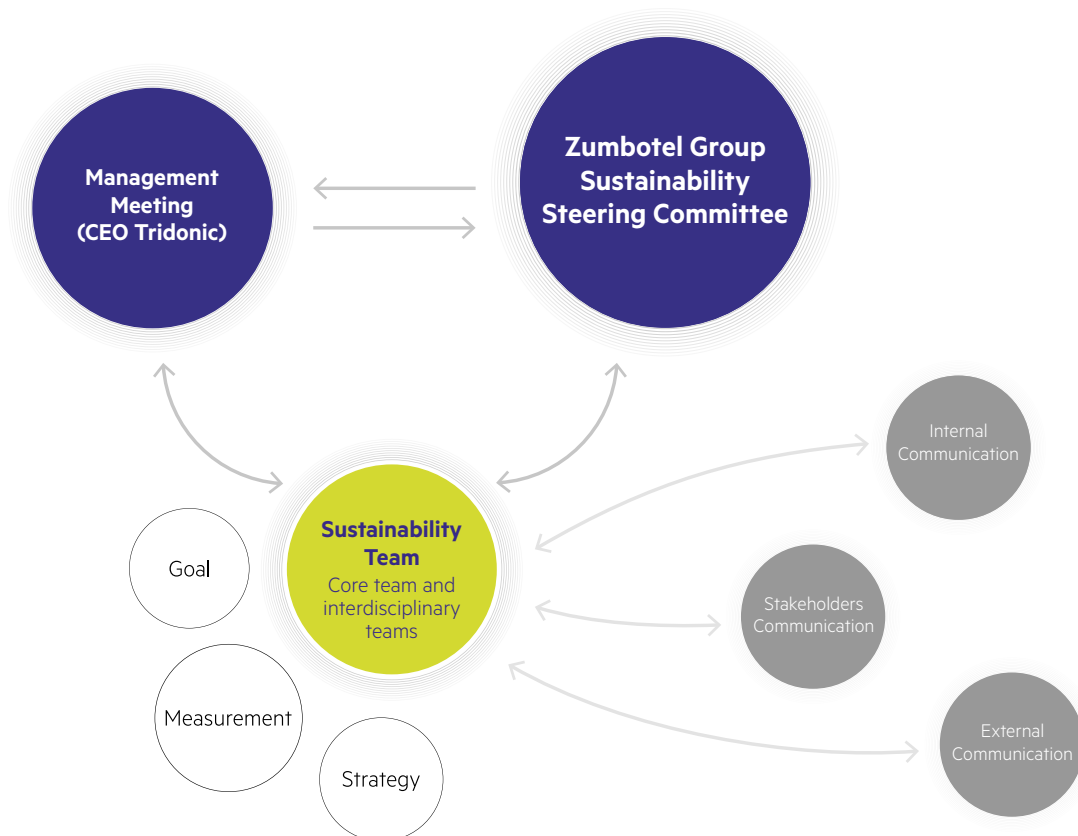 Management
Meeting
(CEO Tridonic)
Zumbotel Group
Sustainability
Steering Committee
Internal
Communication
Sustainability
Team
Core team and
interdisciplinary
teams
Goal
Stakeholders
Communication
Measurement
Strategy
External
Communication